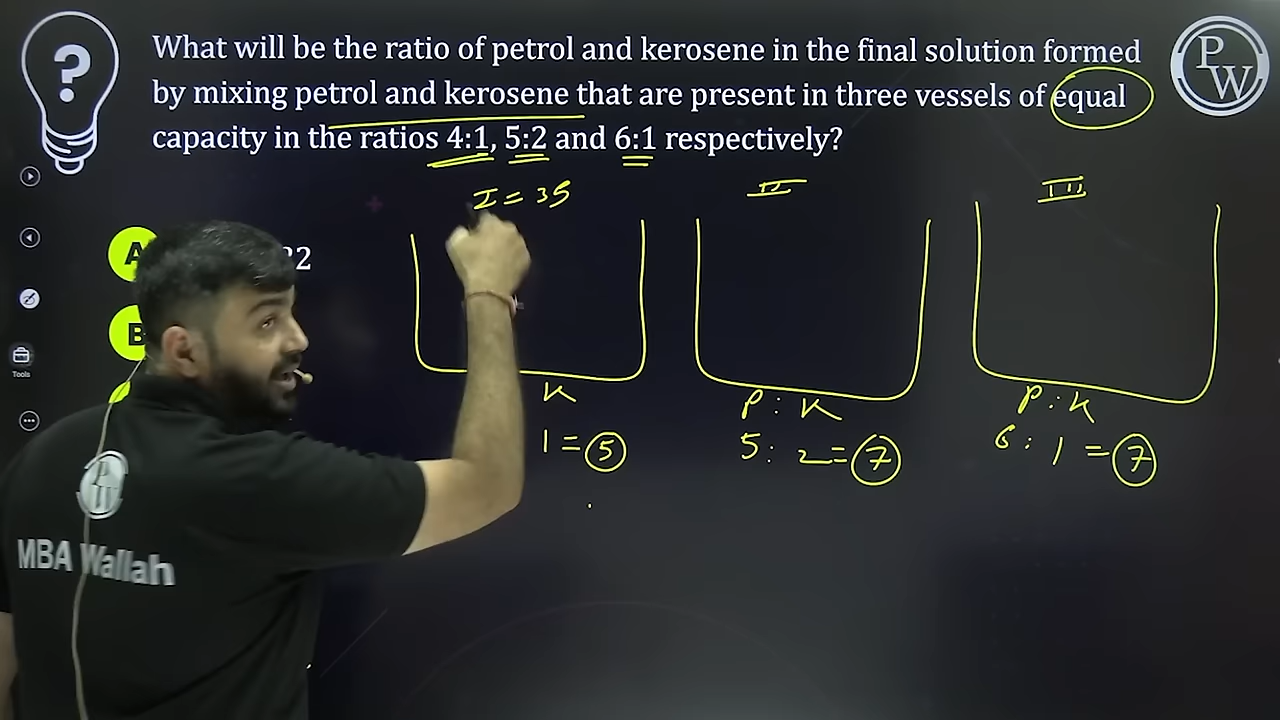 What will be the ratio of petrol and kerosene in the final solution formed
by mixing petrol and kerosene that are present in three vessels of equal
capacity in the ratios 4:1, 5:2 and 6:1 respectively?
PW
I = 35
II
III
A
22
B
Tools
K
P : K
P : K
1 = 5
5 : 2 = 7
6 : 1 = 7
MBA Wallah